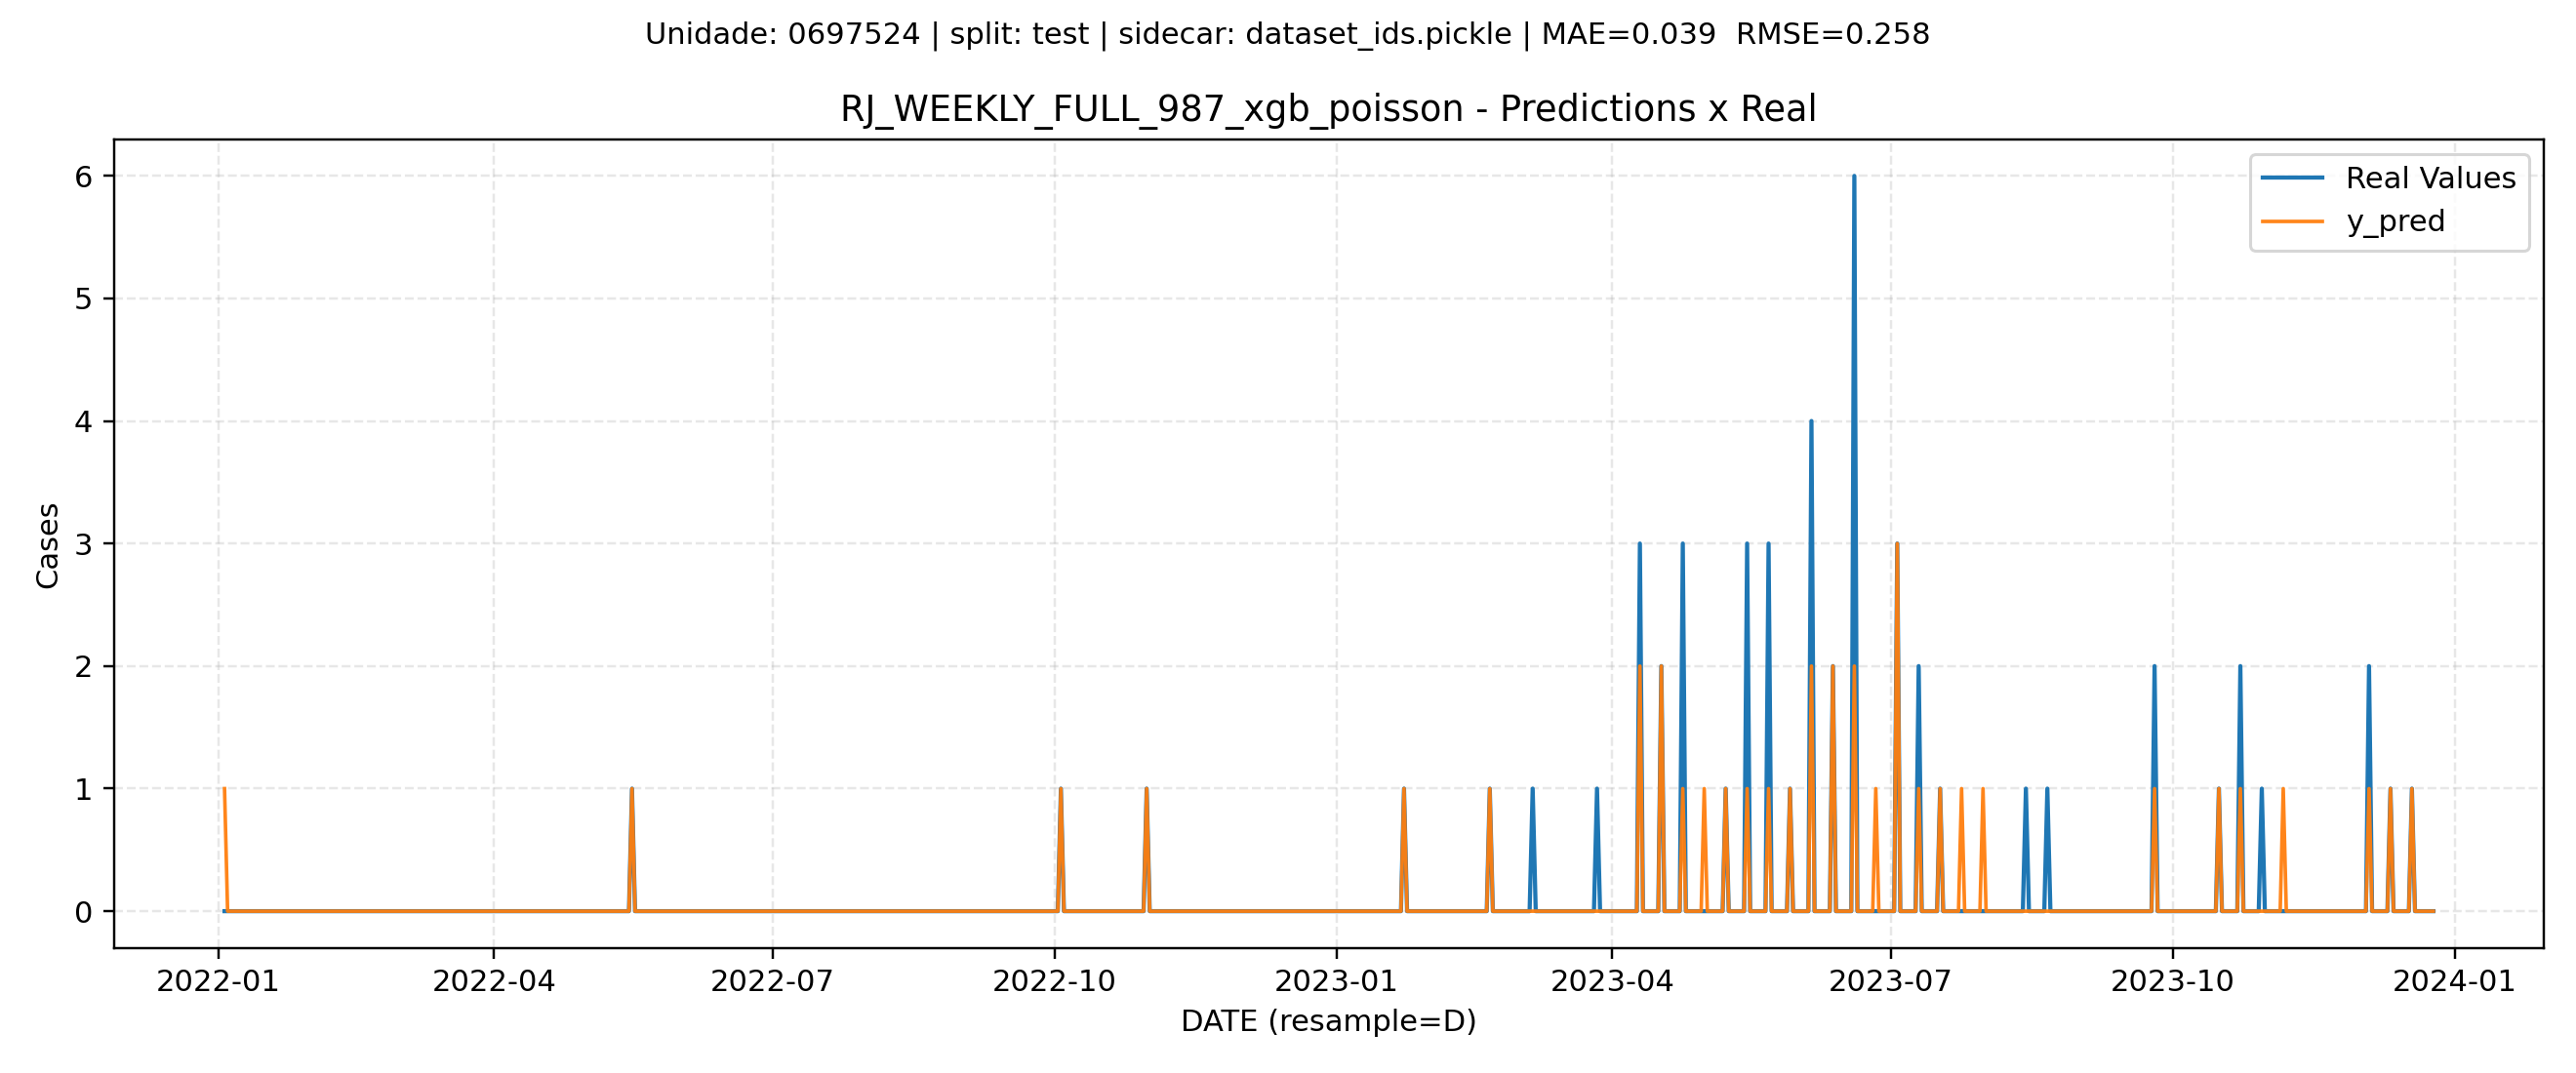 Unidade: 0697524 | split: test | sidecar: dataset_ids.pickle | MAE=0.039  RMSE=0.258
RJ_WEEKLY_FULL_987_xgb_poisson - Predictions x Real
Real Values
y_pred
Cases
6
5
4
3
2
1
0
2022-01 2022-04 2022-07 2022-10 2023-01 2023-04 2023-07 2023-10 2024-01
DATE (resample=D)